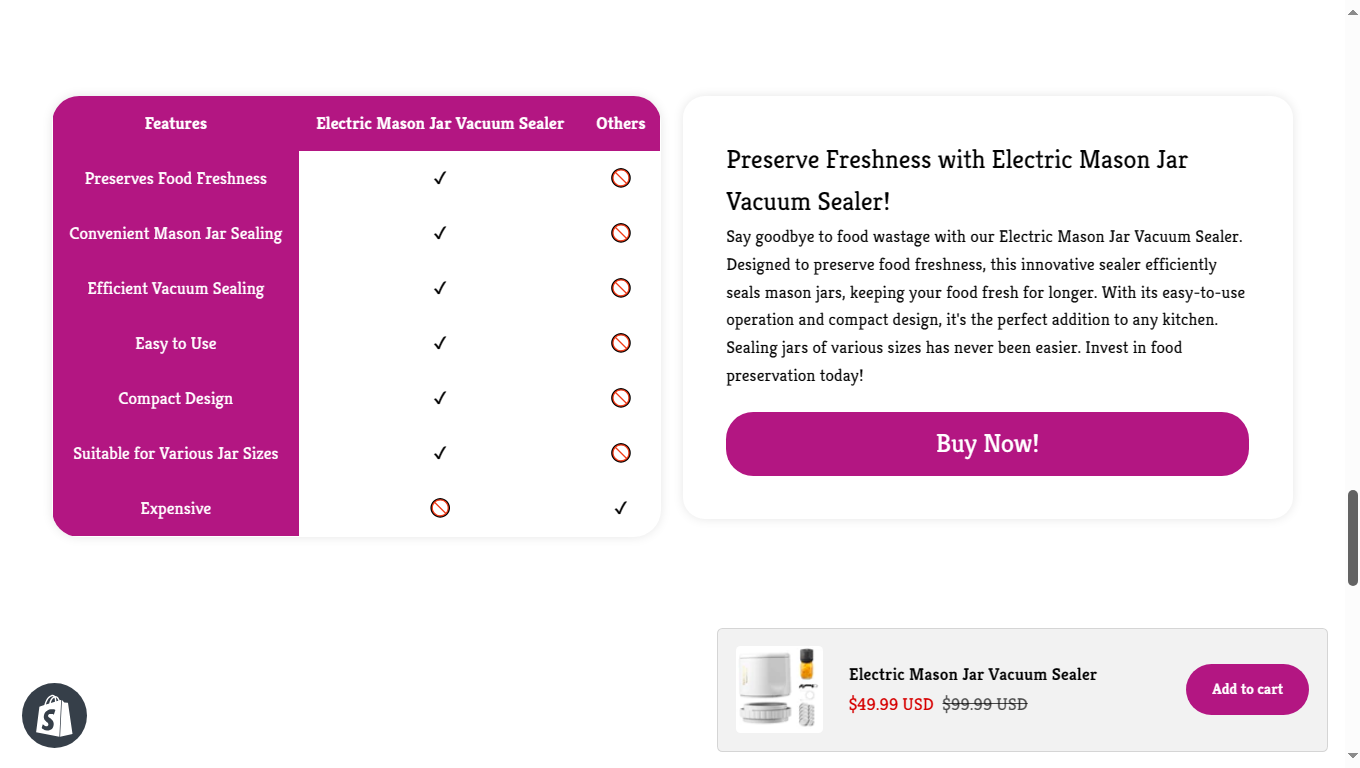 Features Electric Mason Jar Vacuum Sealer Others
Preserves Food Freshness ✓
Convenient Mason Jar Sealing ✓
Efficient Vacuum Sealing ✓
Easy to Use ✓
Compact Design ✓
Suitable for Various Jar Sizes ✓
Expensive ✓
Preserve Freshness with Electric Mason Jar
Vacuum Sealer!
Say goodbye to food wastage with our Electric Mason Jar Vacuum Sealer.
Designed to preserve food freshness, this innovative sealer efficiently
seals mason jars, keeping your food fresh for longer. With its easy-to-use
operation and compact design, it's the perfect addition to any kitchen.
Sealing jars of various sizes has never been easier. Invest in food
preservation today!
Buy Now!
Electric Mason Jar Vacuum Sealer
$49.99 USD $99.99 USD
Add to cart